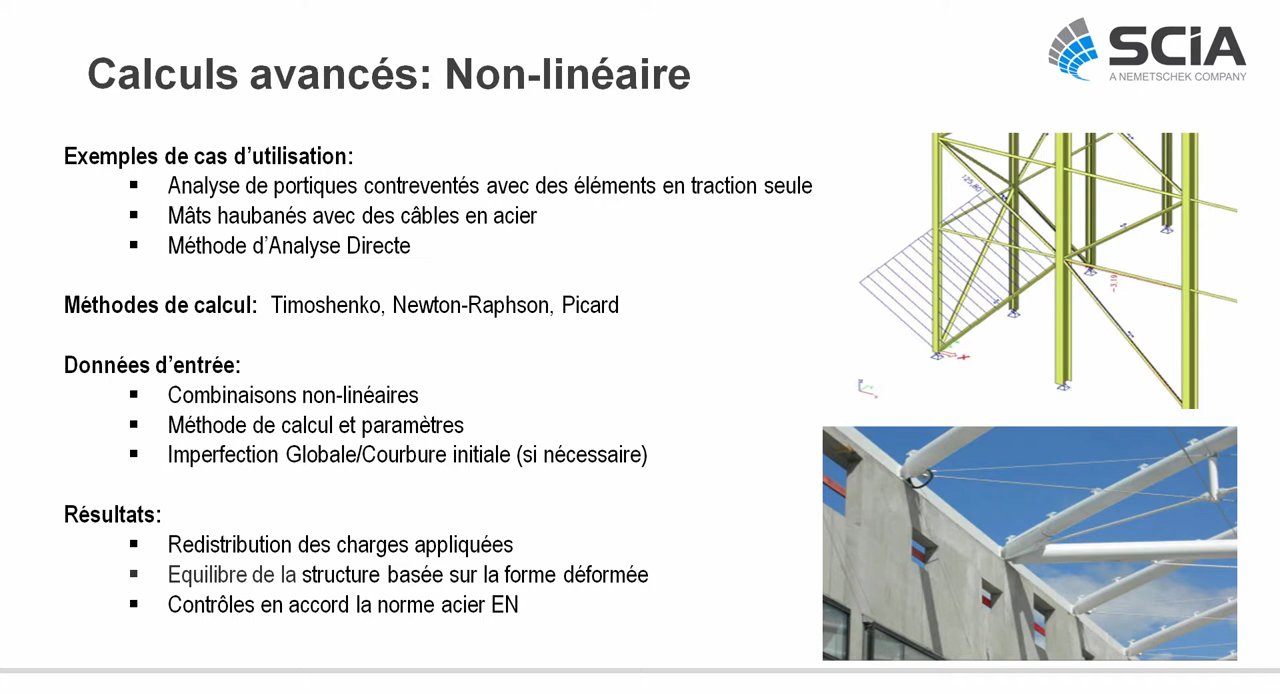 Calculs avancés: Non-linéaire
SCiA
A NEMETSCHEK COMPANY
Exemples de cas d’utilisation:
▪ Analyse de portiques contreventés avec des éléments en traction seule
▪ Mâts haubanés avec des câbles en acier
▪ Méthode d’Analyse Directe
Méthodes de calcul: Timoshenko, Newton-Raphson, Picard
Données d’entrée:
▪ Combinaisons non-linéaires
▪ Méthode de calcul et paramètres
▪ Imperfection Globale/Courbure initiale (si nécessaire)
Résultats:
▪ Redistribution des charges appliquées
▪ Equilibre de la structure basée sur la forme déformée
▪ Contrôles en accord la norme acier EN
125,80